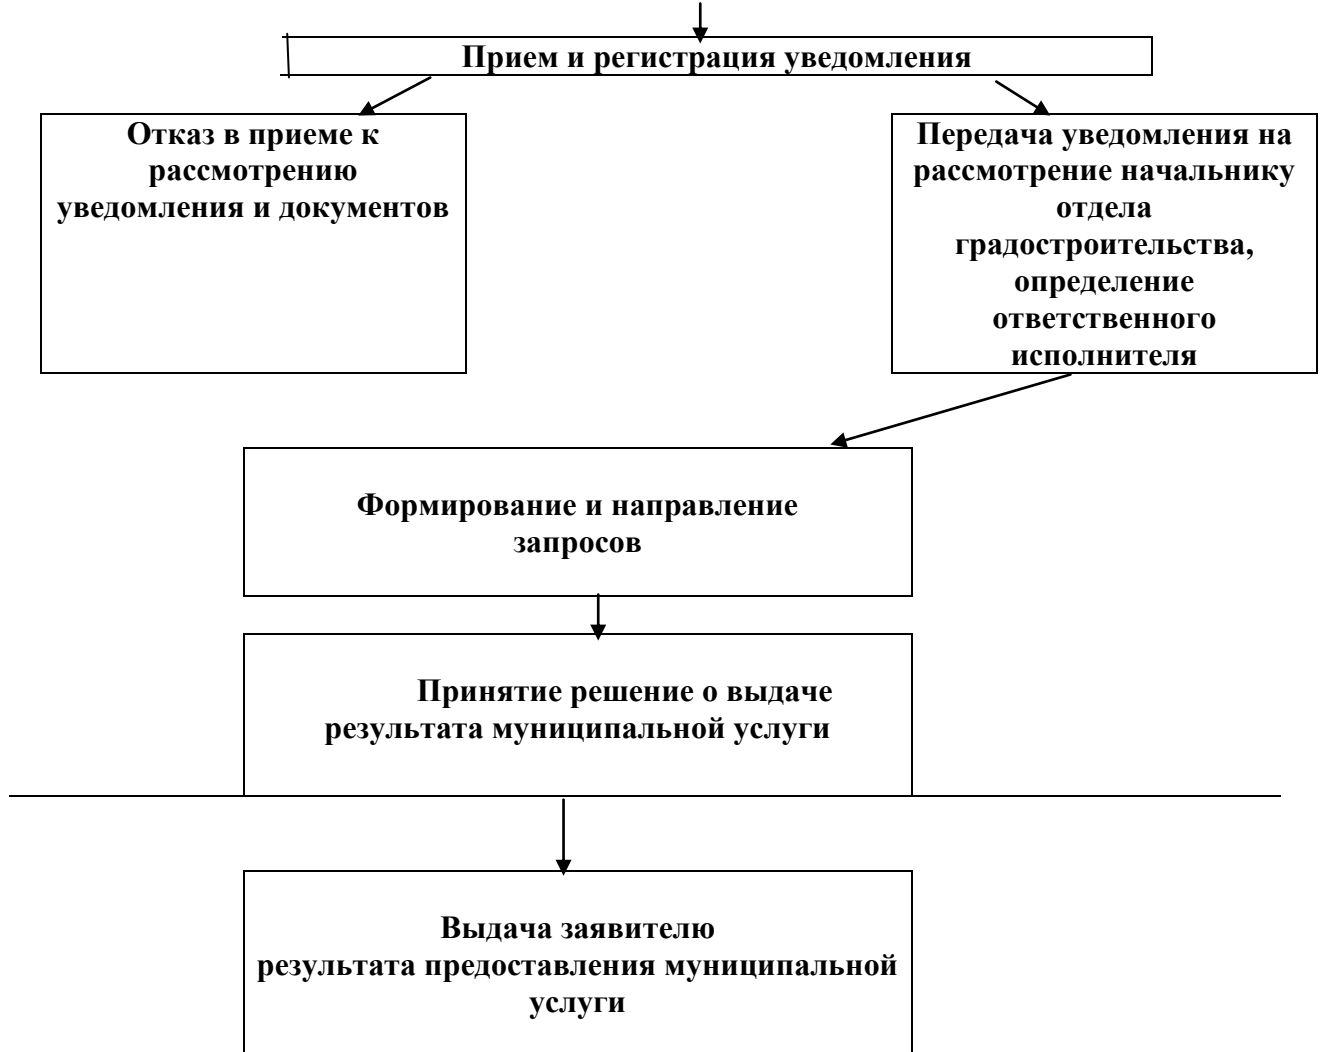 Прием и регистрация уведомления
Отказ в приеме к
рассмотрению
уведомления и документов
Передача уведомления на
рассмотрение начальнику
отдела
градостроительства,
определение
ответственного
исполнителя
Формирование и направление
запросов
Принятие решение о выдаче
результата муниципальной услуги
Выдача заявителю
результата предоставления муниципальной
услуги